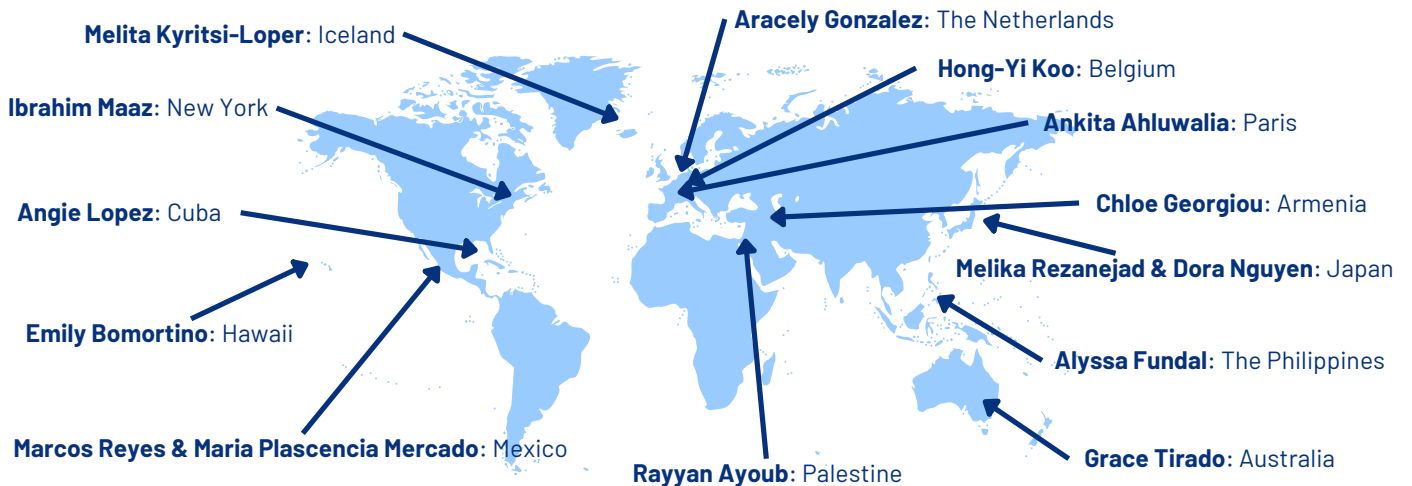 Melita Kyritsi-Loper: Iceland
Aracely Gonzalez: The Netherlands
Hong-Yi Koo: Belgium
Ibrahim Maaz: New York
Ankita Ahluwalia: Paris
Angie Lopez: Cuba
Chloe Georgiou: Armenia
Melika Rezanejad & Dora Nguyen: Japan
Emily Bomortino: Hawaii
Alyssa Fundal: The Philippines
Marcos Reyes & Maria Plascencia Mercado: Mexico
Grace Tirado: Australia
Rayyan Ayoub: Palestine